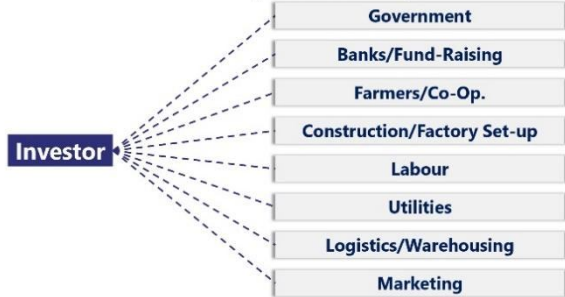 Government
Banks/Fund-Raising
Farmers/Co-Op.
Construction/Factory Set-up
Investor
Labour
Utilities
Logistics/Warehousing
Marketing